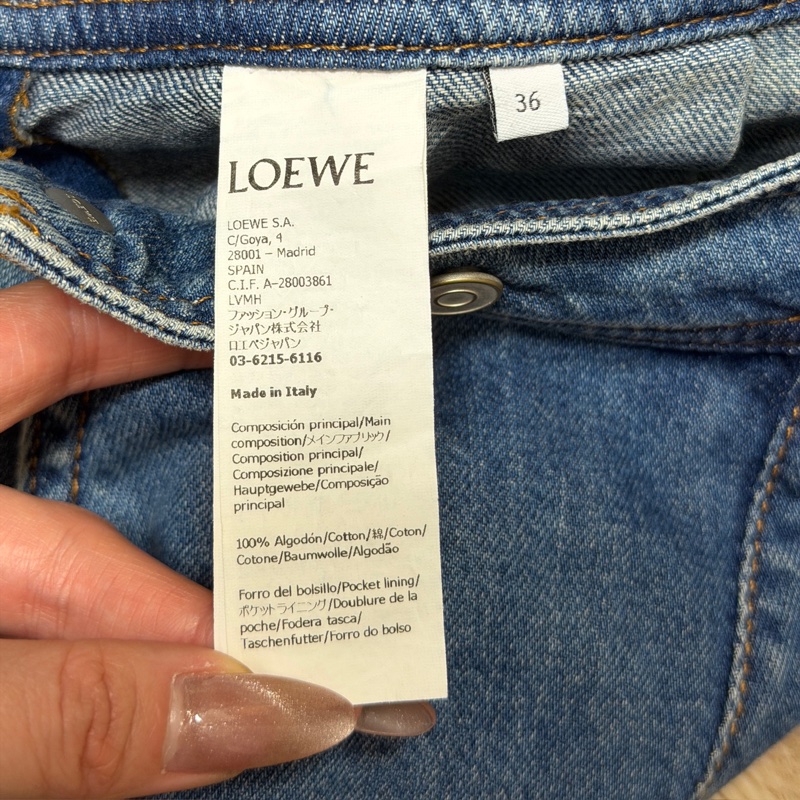 36
LOEWE
LOEWE S.A.
C/Goya, 4
28001 – Madrid
SPAIN
C.I.F. A-28003861
LVMH
ファッション・グループ・
ジャパン株式会社
ロエベジャパン
03-6215-6116
Made in Italy
Composición principal/Main
composition/メインファブリック/
Composition principal/
Composizione principale/
Hauptgewebe/Composição
principal
100% Algodón/Cotton/綿/Coton/
Cotone/Baumwolle/Algodão
Forro del bolsillo/Pocket lining/
ポケットライニング/Doublure de la
poche/Fodera tasca/
Taschenfutter/Forro do bolso